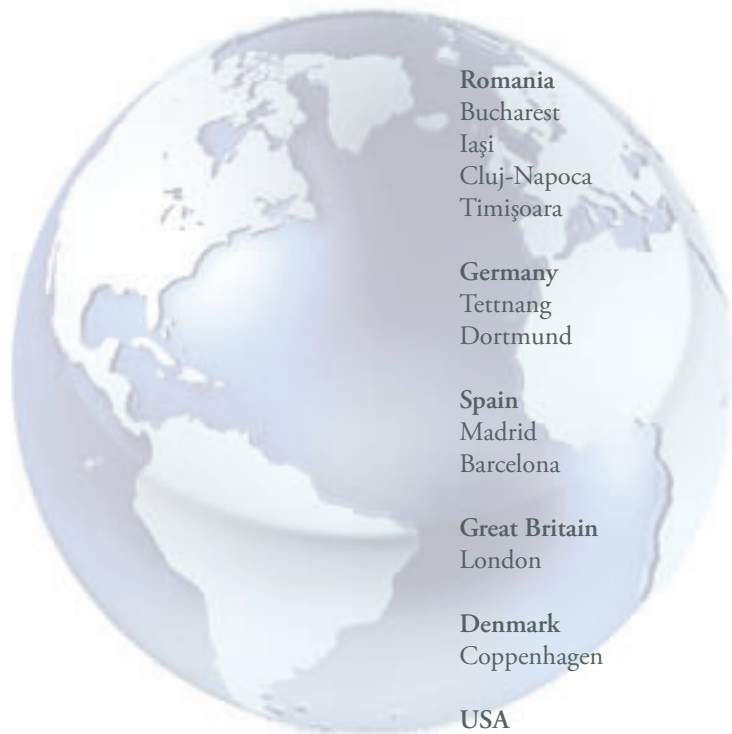 Romania
Bucharest
Iaşi
Cluj-Napoca
Timişoara
Germany
Tettnang
Dortmund
Spain
Madrid
Barcelona
Great Britain
London
Denmark
Coppenhagen
USA